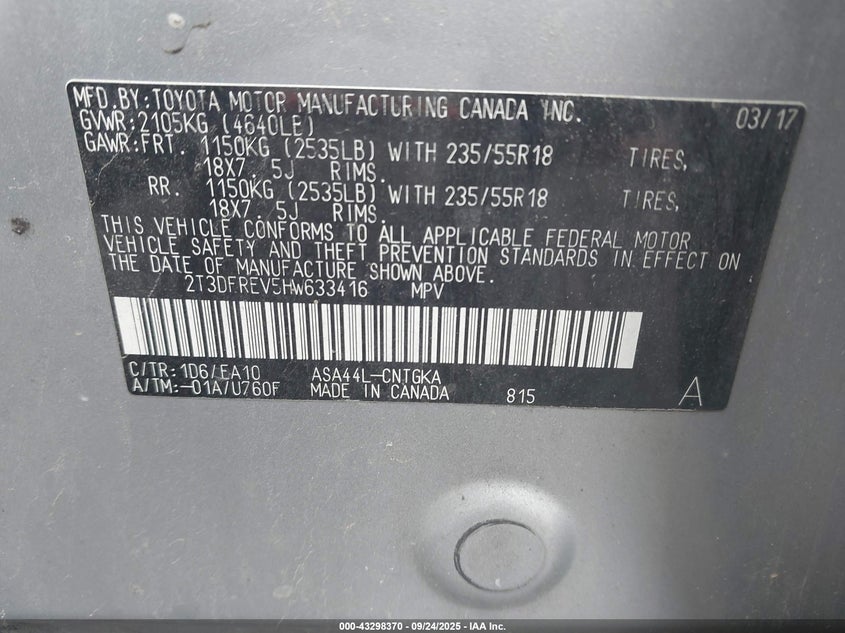 MFD.BY:TOYOTA MOTOR MANUFACTURING CANADA INC. 03/17
GVWR:2105KG (4640LB)
GAWR:FRT. 1150KG (2535LB) WITH 235/55R18 TIRES,
18X7. 5J RIMS.
RR. 1150KG (2535LB) WITH 235/55R18 TIRES,
18X7. 5J RIMS.
THIS VEHICLE CONFORMS TO ALL APPLICABLE FEDERAL MOTOR
VEHICLE SAFETY AND THEFT PREVENTION STANDARDS IN EFFECT ON
THE DATE OF MANUFACTURE SHOWN ABOVE.
2T3DFREV5HW633416 MPV
C/TR:1D6/EA10 ASA44L-CNTGKA
A/TM:-01A/U760F MADE IN CANADA 815 A
000-43298370 | 09/24/2025 - IAA Inc.